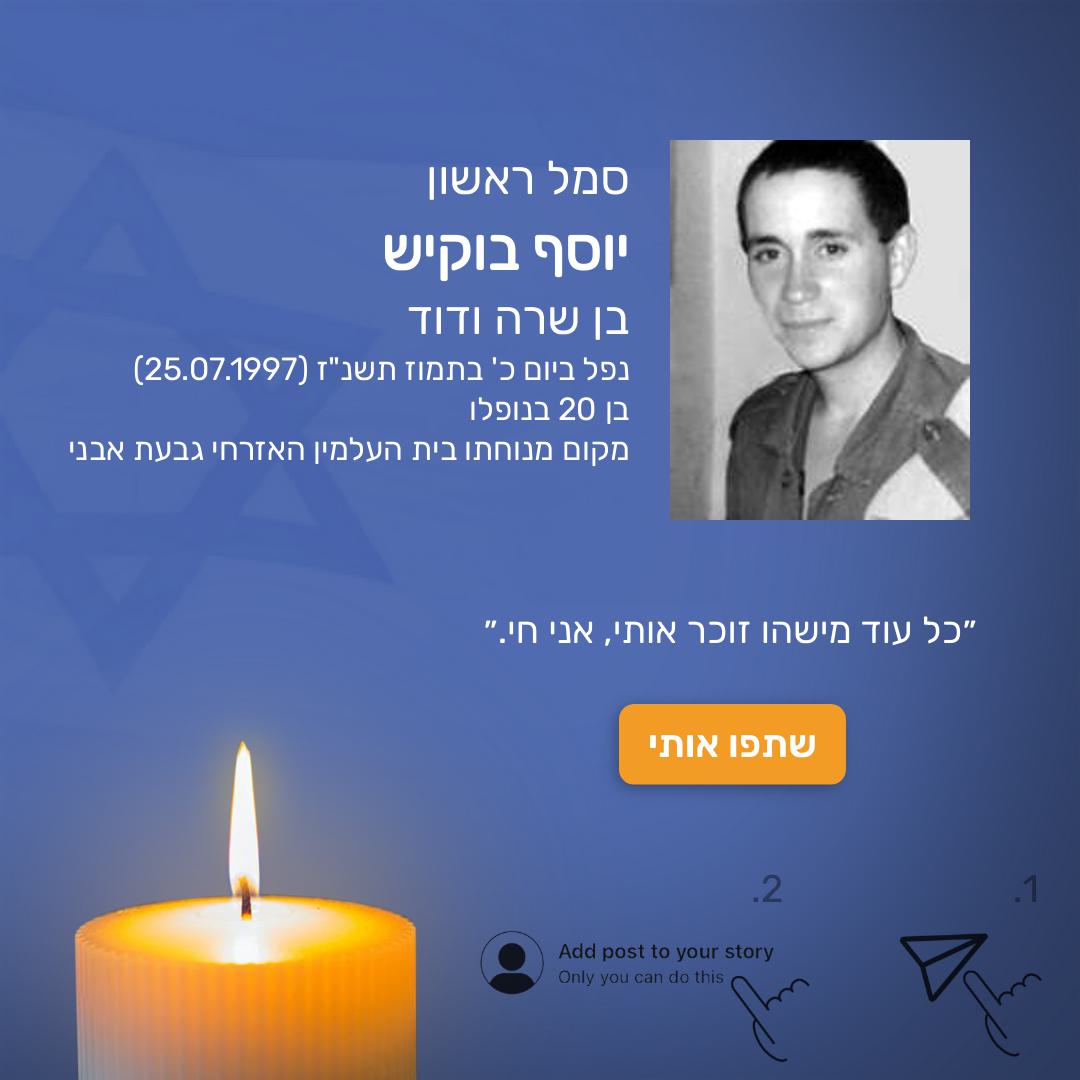 סמל ראשון
יוסף בוקיש
בן שרה ודוד
נפל ביום כ' בתמוז תשנ"ז (25.07.1997)
בן 20 בנופלו
מקום מנוחתו בית העלמין האזרחי גבעת אבני
״כל עוד מישהו זוכר אותי, אני חי.״
שתפו אותי
1.
2.
Add post to your story
Only you can do this